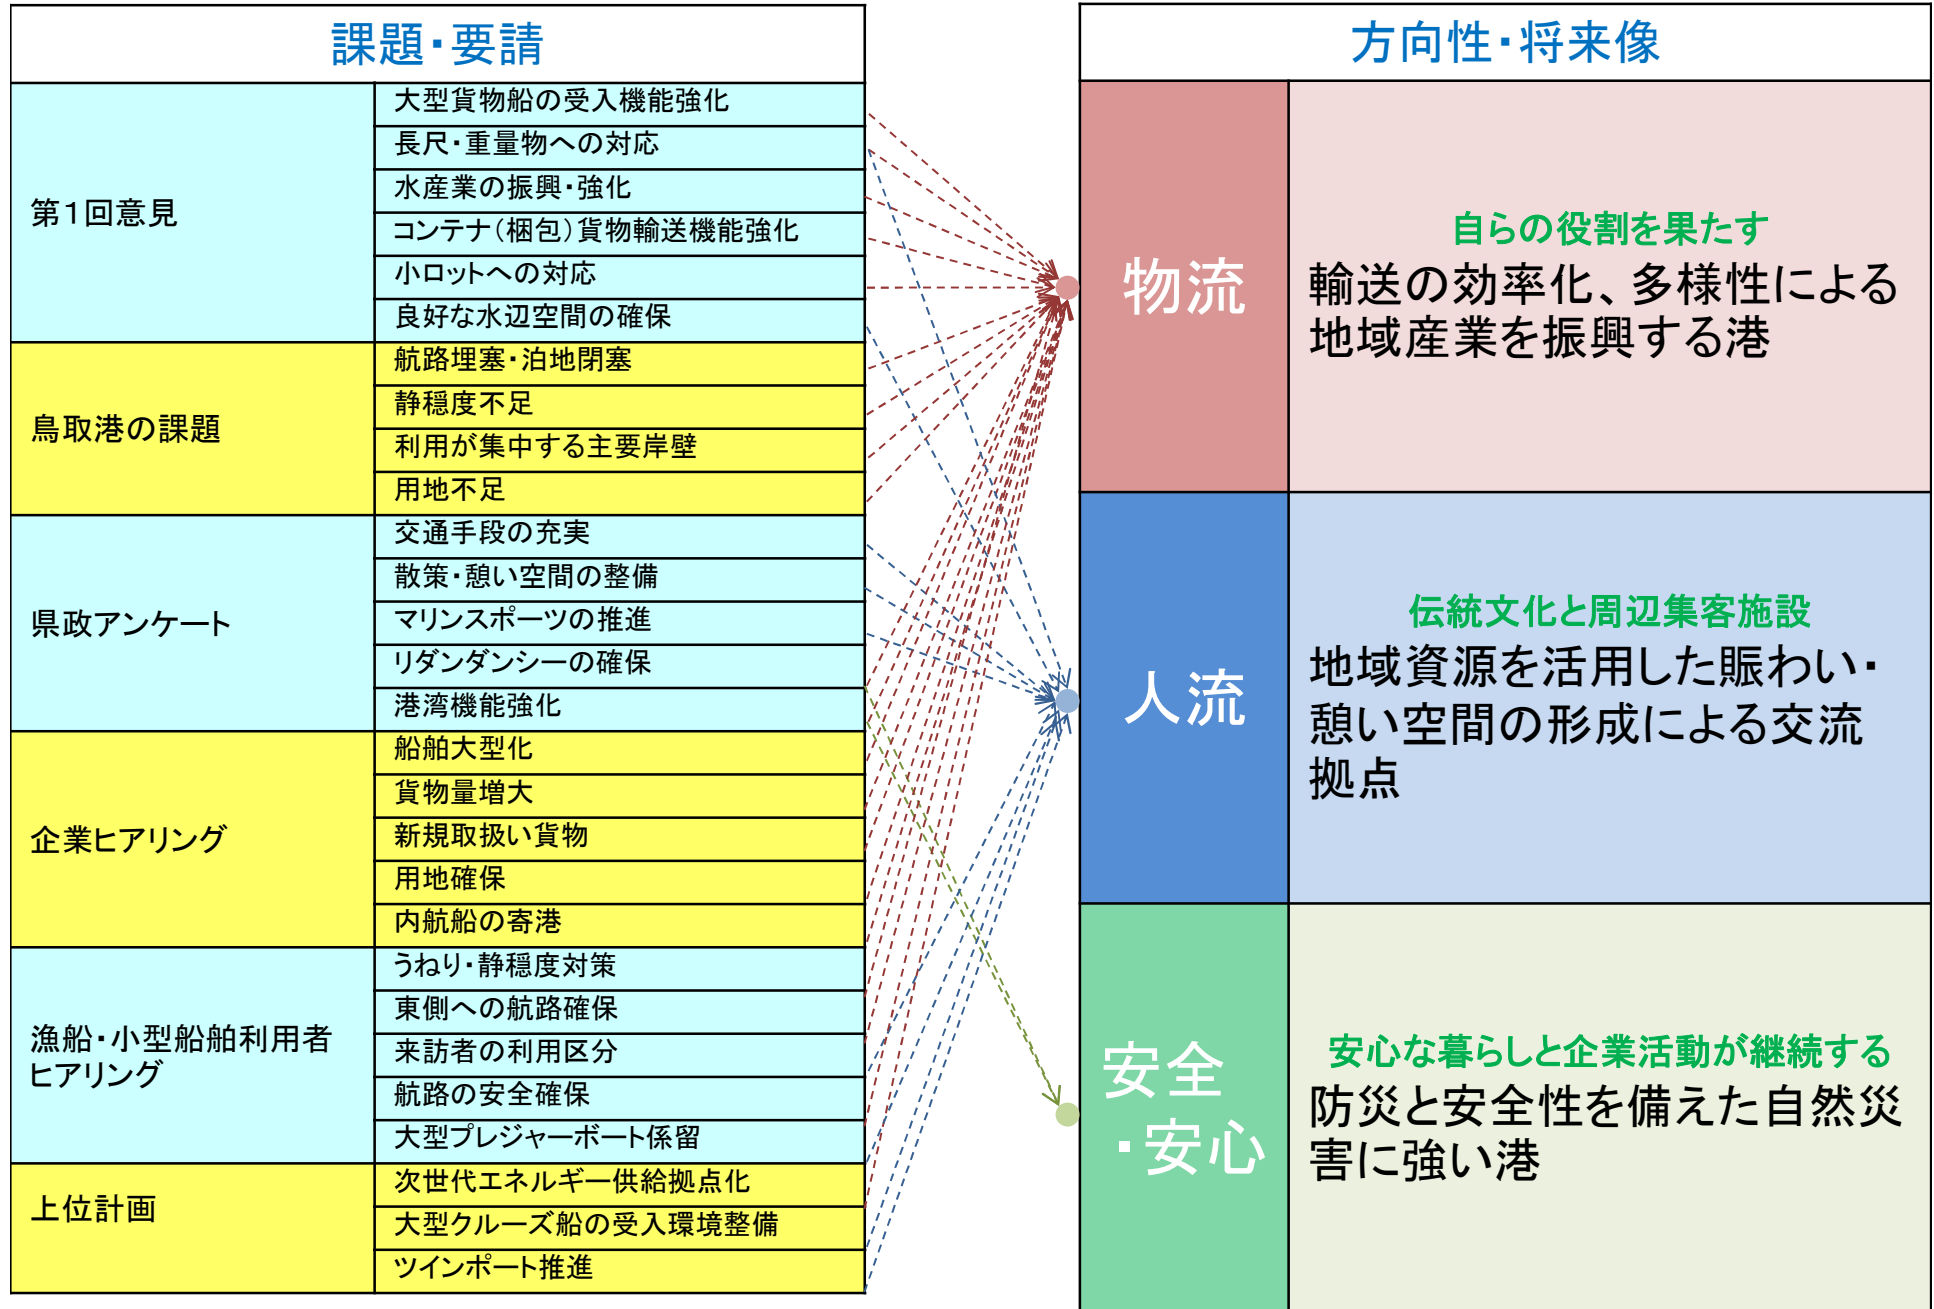 課題・要請
第1回意見
大型貨物船の受入機能強化
長尺・重量物への対応
水産業の振興・強化
コンテナ(梱包)貨物輸送機能強化
小ロットへの対応
良好な水辺空間の確保
鳥取港の課題
航路埋塞・泊地閉塞
静穏度不足
利用が集中する主要岸壁
用地不足
県政アンケート
交通手段の充実
散策・憩い空間の整備
マリンスポーツの推進
リダンダンシーの確保
港湾機能強化
企業ヒアリング
船舶大型化
貨物量増大
新規取扱い貨物
用地確保
内航船の寄港
漁船・小型船舶利用者
ヒアリング
うねり・静穏度対策
東側への航路確保
来訪者の利用区分
航路の安全確保
大型プレジャーボート係留
上位計画
次世代エネルギー供給拠点化
大型クルーズ船の受入環境整備
ツインポート推進
方向性・将来像
物流
自らの役割を果たす
輸送の効率化、多様性による
地域産業を振興する港
人流
伝統文化と周辺集客施設
地域資源を活用した賑わい・
憩い空間の形成による交流
拠点
安全
・安心
安心な暮らしと企業活動が継続する
防災と安全性を備えた自然災
害に強い港